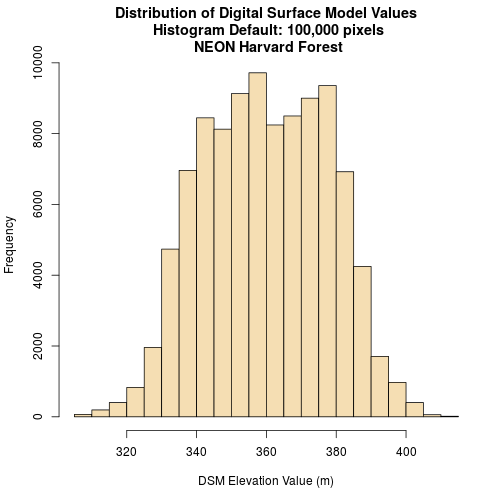 Distribution of Digital Surface Model Values
Histogram Default: 100,000 pixels
NEON Harvard Forest
10000
8000
6000
4000
2000
0
Frequency
320 340 360 380 400
DSM Elevation Value (m)